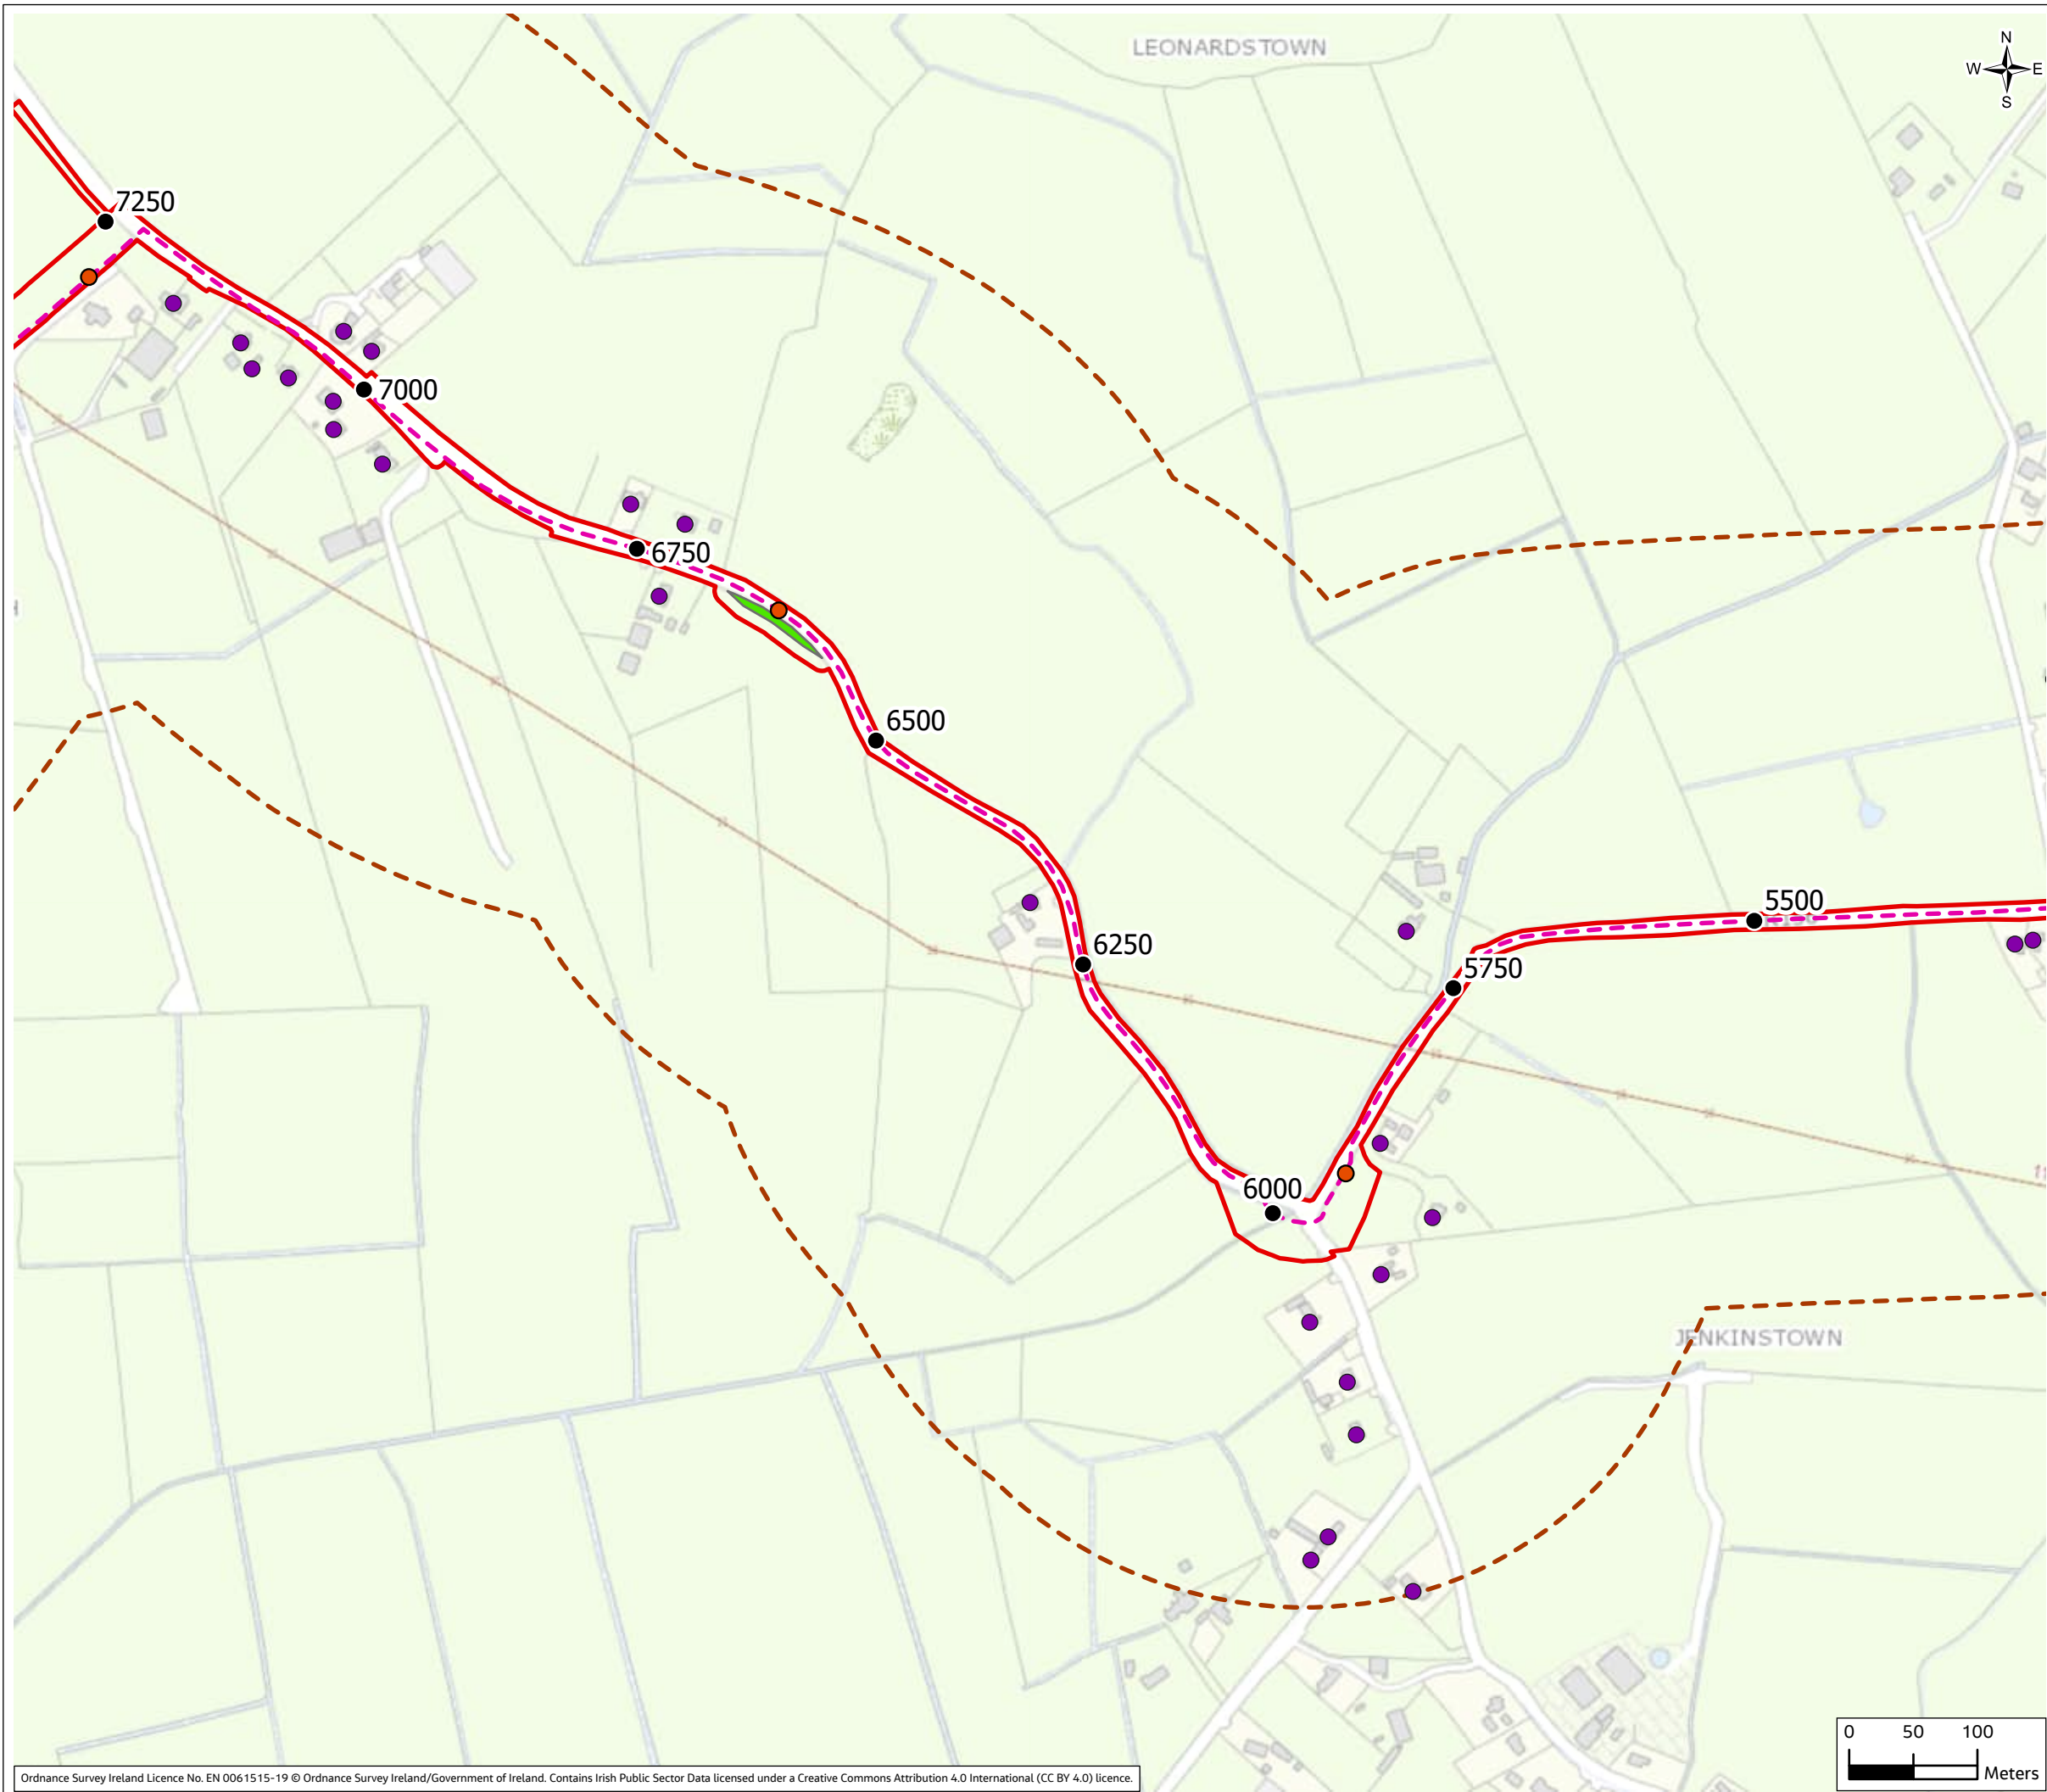 LEONARDSTOWN
N
W E
S
7250
7000
6750
6500
5500
6250
5750
6000
JENKINSTOWN
0 50 100
Meters
Ordnance Survey Ireland Licence No. EN 0061515-19 © Ordnance Survey Ireland/Government of Ireland. Contains Irish Public Sector Data licensed under a Creative Commons Attribution 4.0 International (CC BY 4.0) licence.